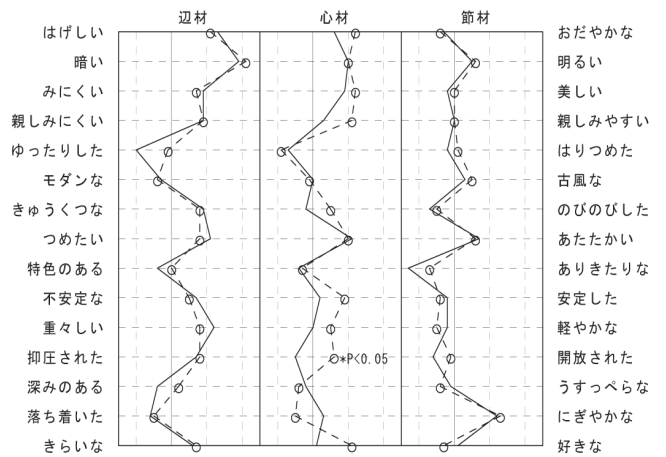 辺材 心材 節材
はげしい おだやかな
暗い 明るい
みにくい 美しい
親しみにくい 親しみやすい
ゆったりした はりつめた
モダンな 古風な
きゅうくつな のびのびした
つめたい あたたかい
特色のある ありきたりな
不安定な 安定した
重々しい 軽やかな
抑圧された *P<0.05 開放された
深みのある うすっぺらな
落ち着いた にぎやかな
きらいな 好きな